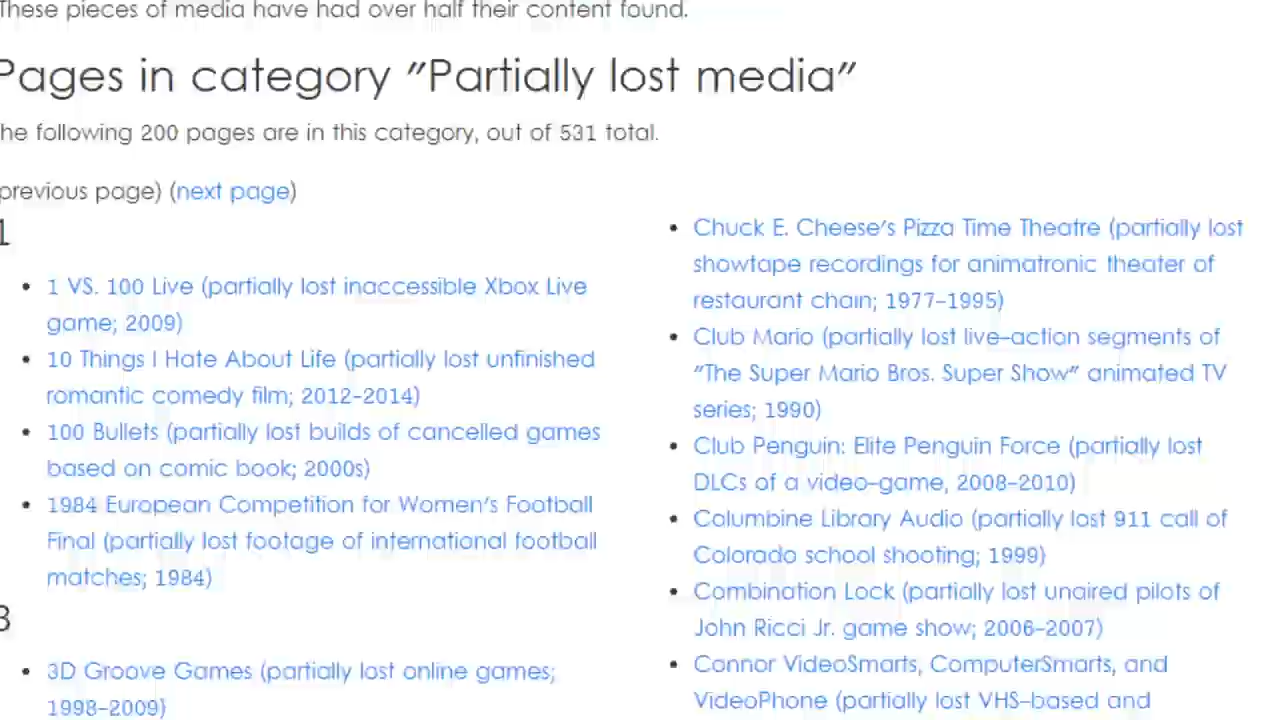 These pieces of media have had over half their content found.
Pages in category "Partially lost media"
he following 200 pages are in this category, out of 531 total.
previous page) (next page)
1
• 1 VS. 100 Live (partially lost inaccessible Xbox Live
game; 2009)
• 10 Things I Hate About Life (partially lost unfinished
romantic comedy film; 2012-2014)
• 100 Bullets (partially lost builds of cancelled games
based on comic book; 2000s)
• 1984 European Competition for Women's Football
Final (partially lost footage of international football
matches; 1984)
3
• 3D Groove Games (partially lost online games;
1998-2009)
• Chuck E. Cheese's Pizza Time Theatre (partially lost
showtape recordings for animatronic theater of
restaurant chain; 1977-1995)
• Club Mario (partially lost live-action segments of
"The Super Mario Bros. Super Show" animated TV
series; 1990)
• Club Penguin: Elite Penguin Force (partially lost
DLCs of a video-game, 2008-2010)
• Columbine Library Audio (partially lost 911 call of
Colorado school shooting; 1999)
• Combination Lock (partially lost unaired pilots of
John Ricci Jr. game show; 2006-2007)
• Connor VideoSmarts, ComputerSmarts, and
VideoPhone (partially lost VHS-based and